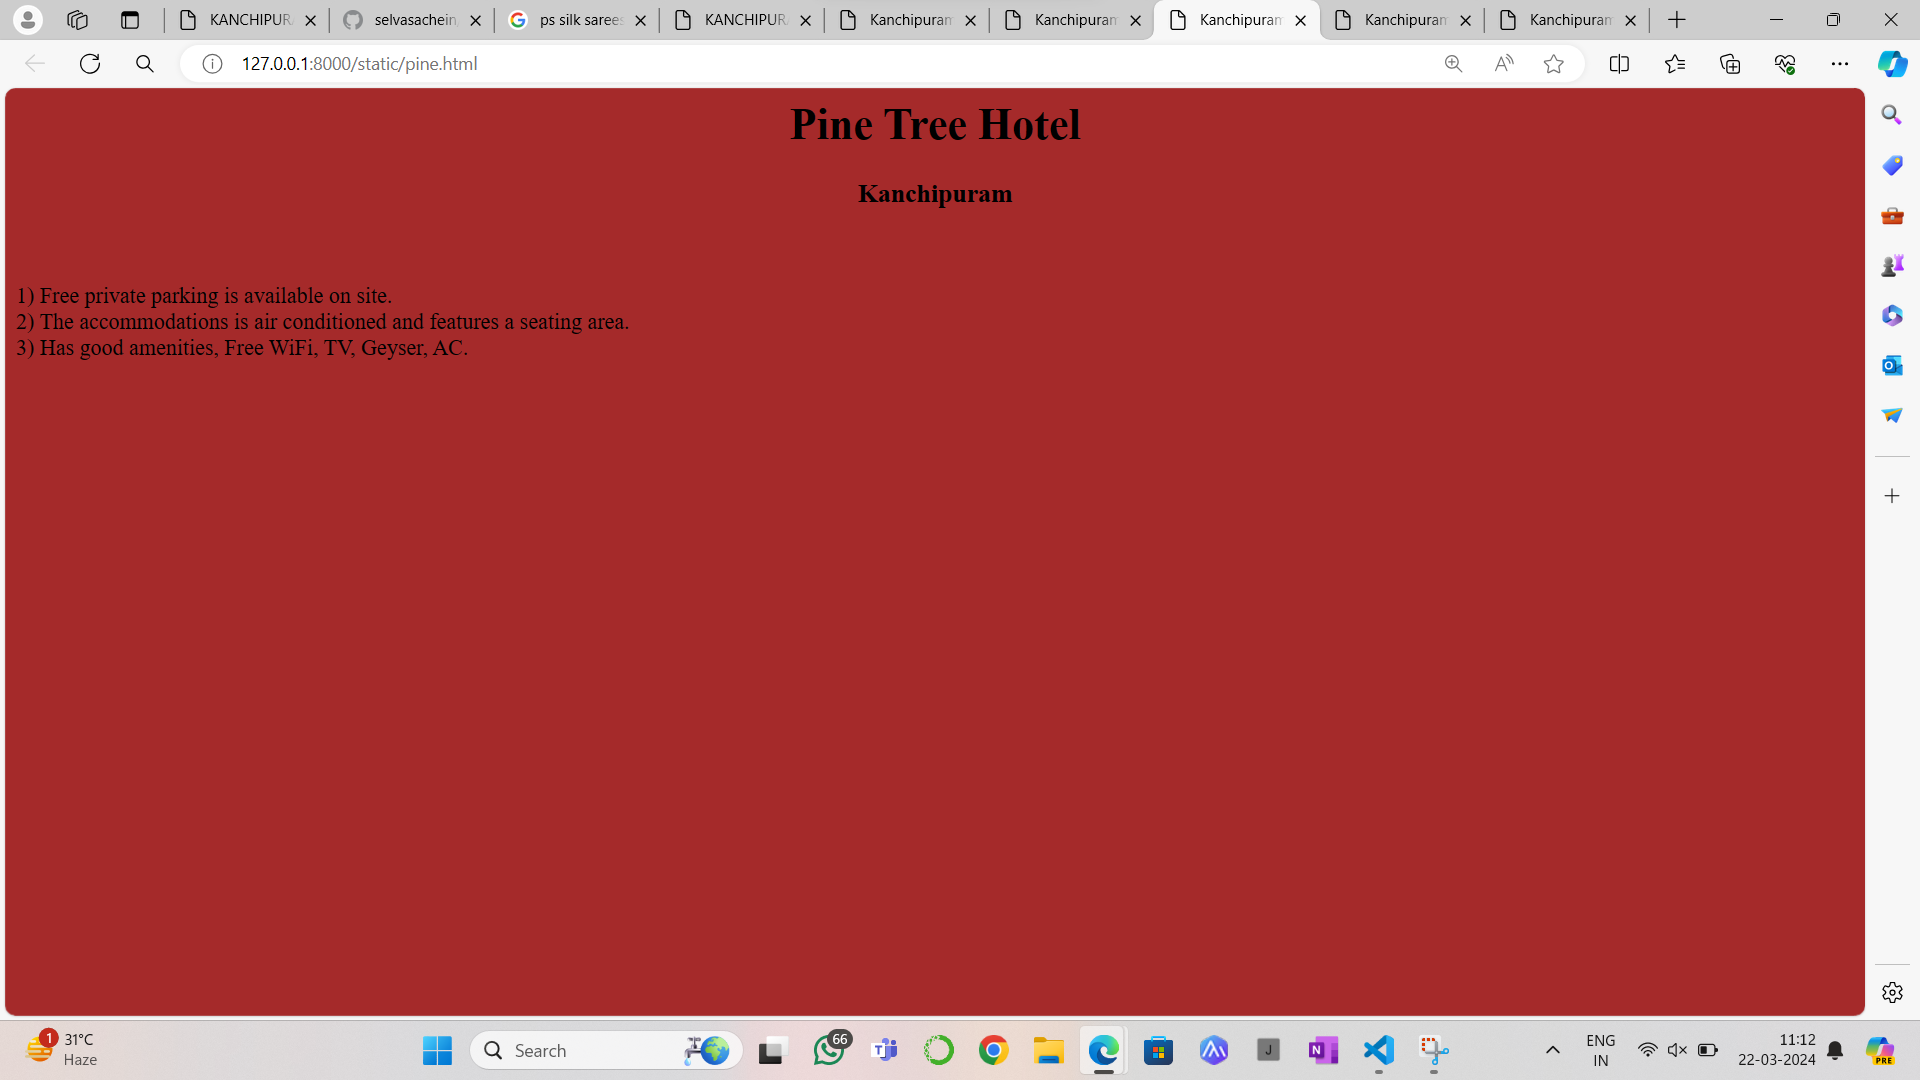 KANCHIPURA
selvasachein
ps silk sarees
KANCHIPURA
Kanchipuram
Kanchipuram
Kanchipuram
Kanchipuram
Kanchipuram
127.0.0.1:8000/static/pine.html
Pine Tree Hotel
Kanchipuram
1) Free private parking is available on site.
2) The accommodations is air conditioned and features a seating area.
3) Has good amenities, Free WiFi, TV, Geyser, AC.
1
31°C
Haze
Search
66
J
N
ENG
IN
11:12
22-03-2024
PRE